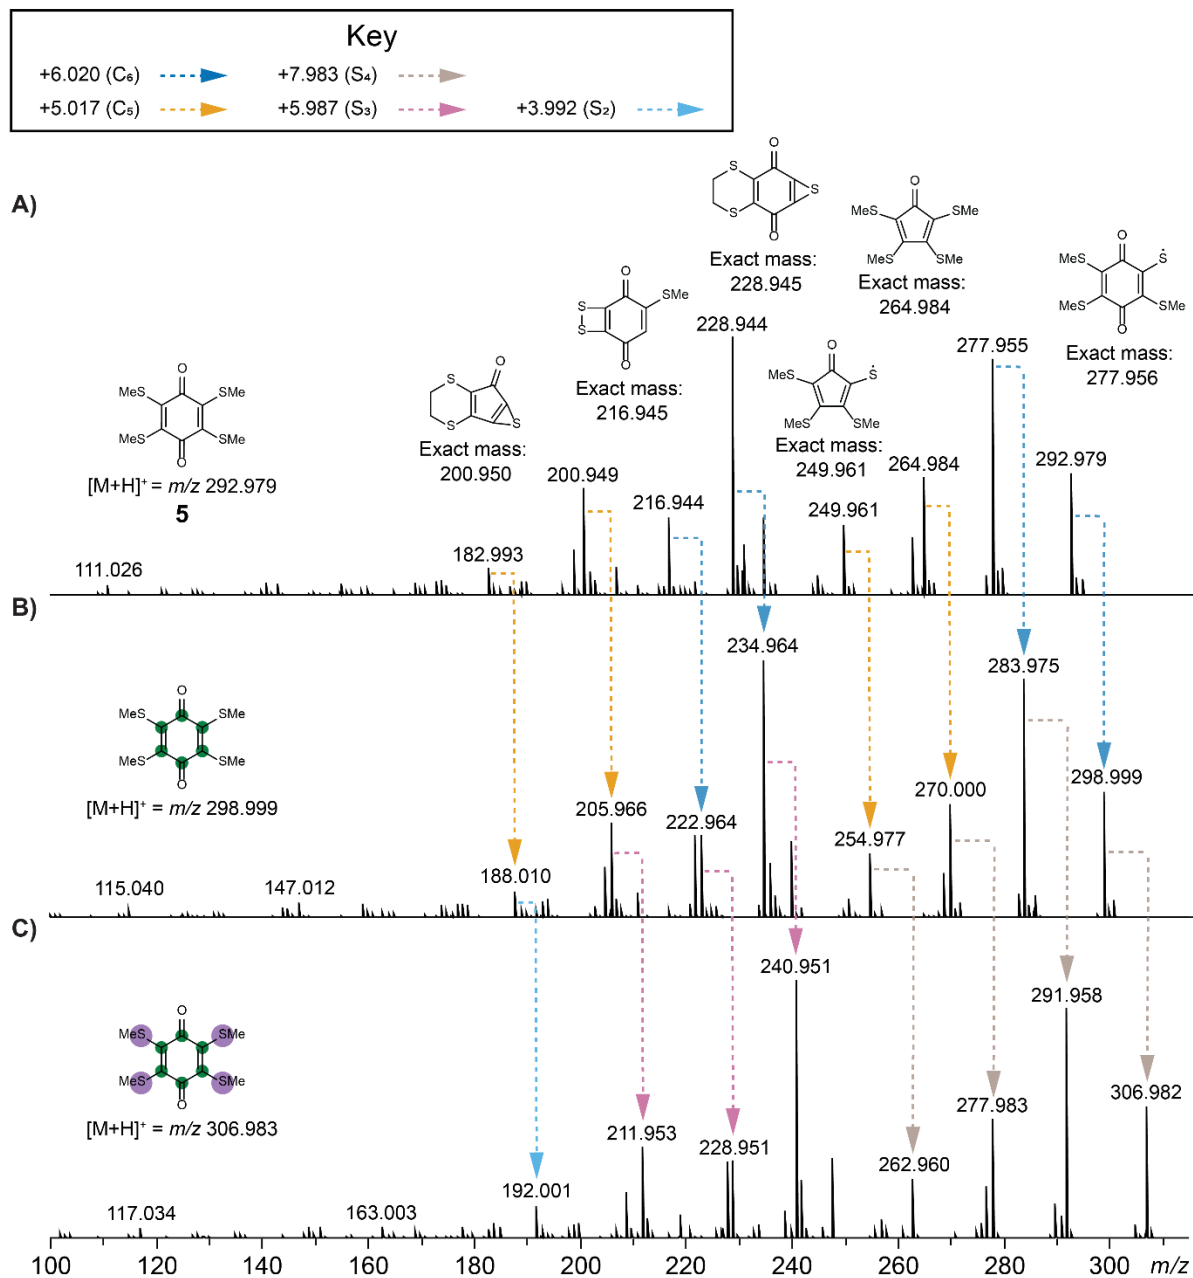 Key
+6.020 (C₆)
+7.983 (S₄)
+5.017 (C₅)
+5.987 (S₃)
+3.992 (S₂)
A)
O
S
S
S
O
Exact mass:
228.945
O
MeS
SMe
MeS
SMe
Exact mass:
264.984
O
MeS
Ṡ
MeS
SMe
O
Exact mass:
277.956
O
S
SMe
S
O
Exact mass:
216.945
O
MeS
Ṡ
MeS
SMe
Exact mass:
249.961
O
S
S
S
Exact mass:
200.950
O
MeS
SMe
MeS
SMe
O
[M+H]⁺ = m/z 292.979
5
111.026
182.993
200.949
216.944
228.944
249.961
264.984
277.955
292.979
B)
O
MeS
SMe
MeS
SMe
O
[M+H]⁺ = m/z 298.999
115.040
147.012
188.010
205.966
222.964
234.964
254.977
270.000
283.975
298.999
C)
O
MeS
SMe
MeS
SMe
O
[M+H]⁺ = m/z 306.983
117.034
163.003
192.001
211.953
228.951
240.951
262.960
277.983
291.958
306.982
100 120 140 160 180 200 220 240 260 280 300 m/z